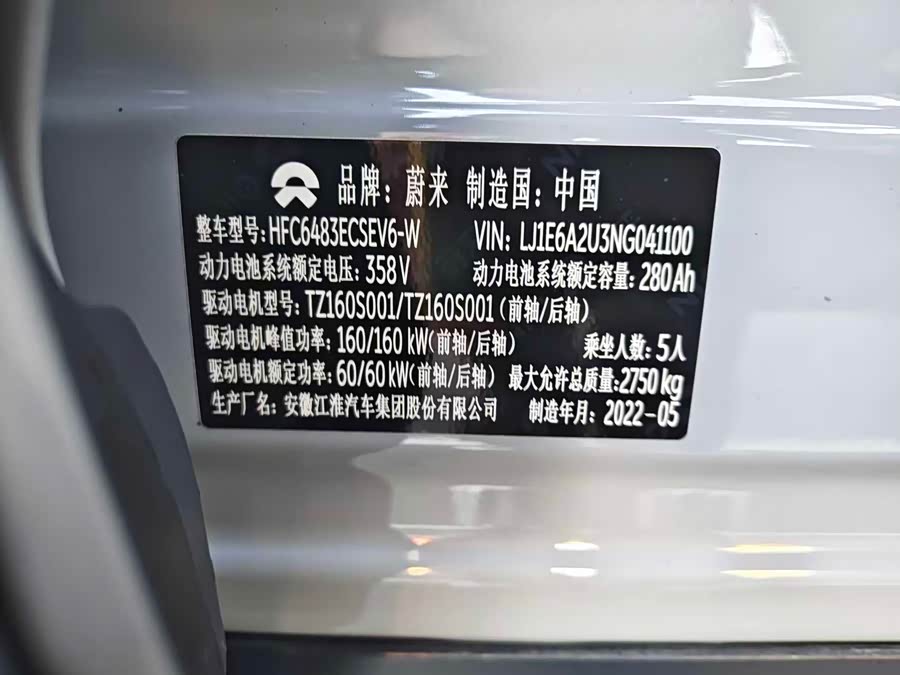 品牌：蔚来 制造国：中国
整车型号：HFC6483ECSEV6-W VIN：LJ1E6A2U3NG041100
动力电池系统额定电压：358V 动力电池系统额定容量：280Ah
驱动电机型号：TZ160S001/TZ160S001（前轴/后轴）
驱动电机峰值功率：160/160 kW（前轴/后轴） 乘坐人数：5人
驱动电机额定功率：60/60 kW（前轴/后轴） 最大允许总质量：2750kg
生产厂名：安徽江淮汽车集团股份有限公司 制造年月：2022-05